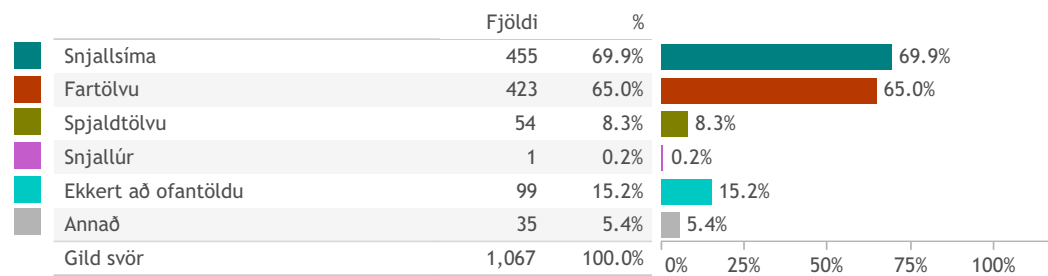 Fjöldi %
Snjallsíma 455 69.9% 69.9%
Fartölvu 423 65.0% 65.0%
Spjaldtölvu 54 8.3% 8.3%
Snjallúr 1 0.2% 0.2%
Ekkert að ofantöldu 99 15.2% 15.2%
Annað 35 5.4% 5.4%
Gild svör 1,067 100.0%
0% 25% 50% 75% 100%